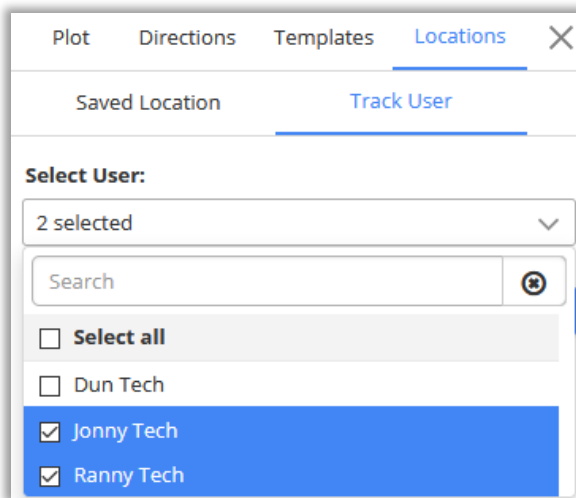 Plot Directions Templates Locations
Saved Location Track User
Select User:
2 selected
Search
Select all
Dun Tech
Jonny Tech
Ranny Tech